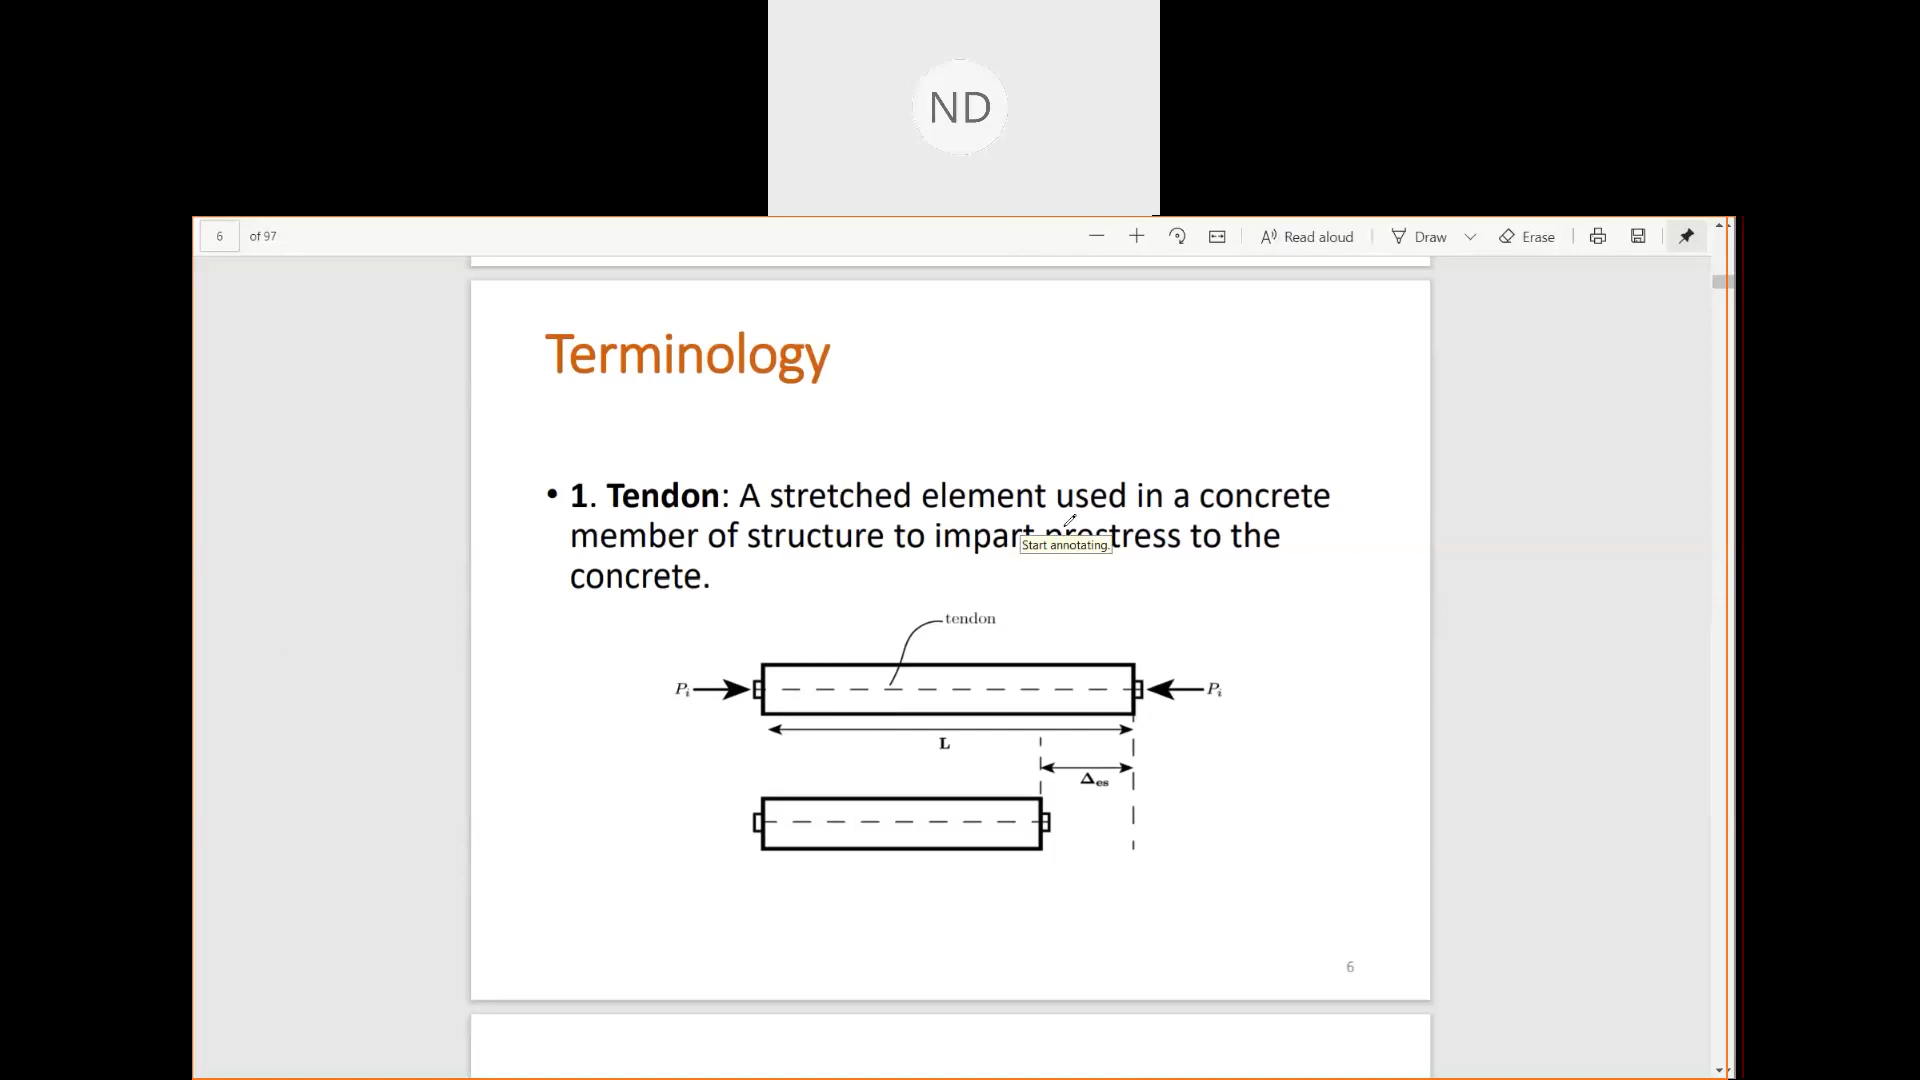 ND
6 of 97 Read aloud Draw Erase
Terminology
• 1. Tendon: A stretched element used in a concrete
member of structure to impart prestress to the
Start annotating.
concrete.
tendon
Pi Pi
L
Δes
6